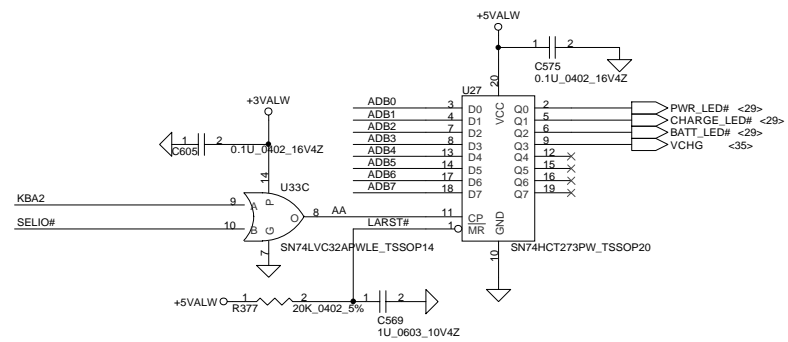 +5VALW
1 2
C575
0.1U_0402_16V4Z
U27
20
+3VALW
ADB0 3 D0 VCC Q0 2 PWR_LED# <29>
ADB1 4 D1 Q1 5 CHARGE_LED# <29>
ADB2 7 D2 Q2 6 BATT_LED# <29>
ADB3 8 D3 Q3 9 VCHG <35>
ADB4 13 D4 Q4 12
ADB5 14 D5 Q5 15
ADB6 17 D6 Q6 16
ADB7 18 D7 Q7 19
1 2
C605 0.1U_0402_16V4Z
14
U33C
KBA2 9 A P
O 8 AA 11 CP GND
SELIO# 10 B G
LARST# 1 MR
7
SN74LVC32APWLE_TSSOP14
10
SN74HCT273PW_TSSOP20
+5VALW 1 2 1 2
R377 20K_0402_5%
C569
1U_0603_10V4Z